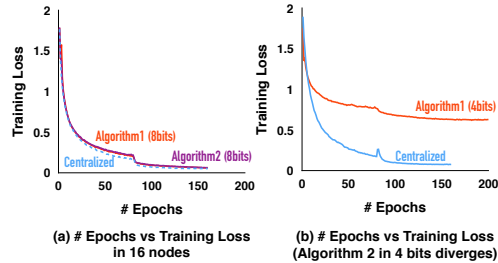 2
1.5
1
0.5
0
Training Loss
Algorithm1 (8bits)
Centralized
Algorithm2 (8bits)
0 50 100 150 200
# Epochs
(a) # Epochs vs Training Loss
in 16 nodes
2
1.5
1
0.5
0
Training Loss
Algorithm1 (4bits)
Centralized
0 50 100 150 200
# Epochs
(b) # Epochs vs Training Loss
(Algorithm 2 in 4 bits diverges)